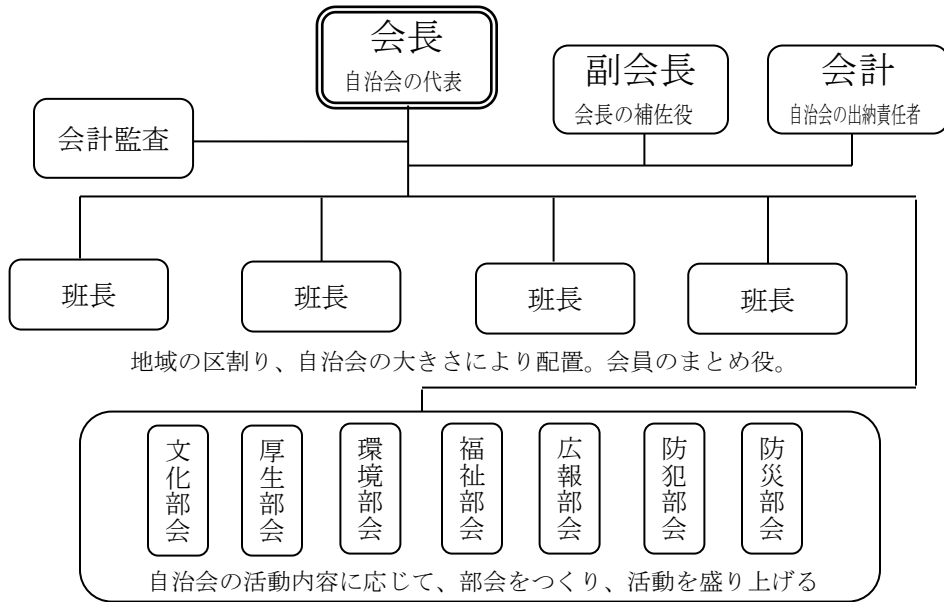 会長
自治会の代表
副会長
会長の補佐役
会計
自治会の出納責任者
会計監査
班長
班長
班長
班長
地域の区割り、自治会の大きさにより配置。会員のまとめ役。
文化部会
厚生部会
環境部会
福祉部会
広報部会
防犯部会
防災部会
自治会の活動内容に応じて、部会をつくり、活動を盛り上げる